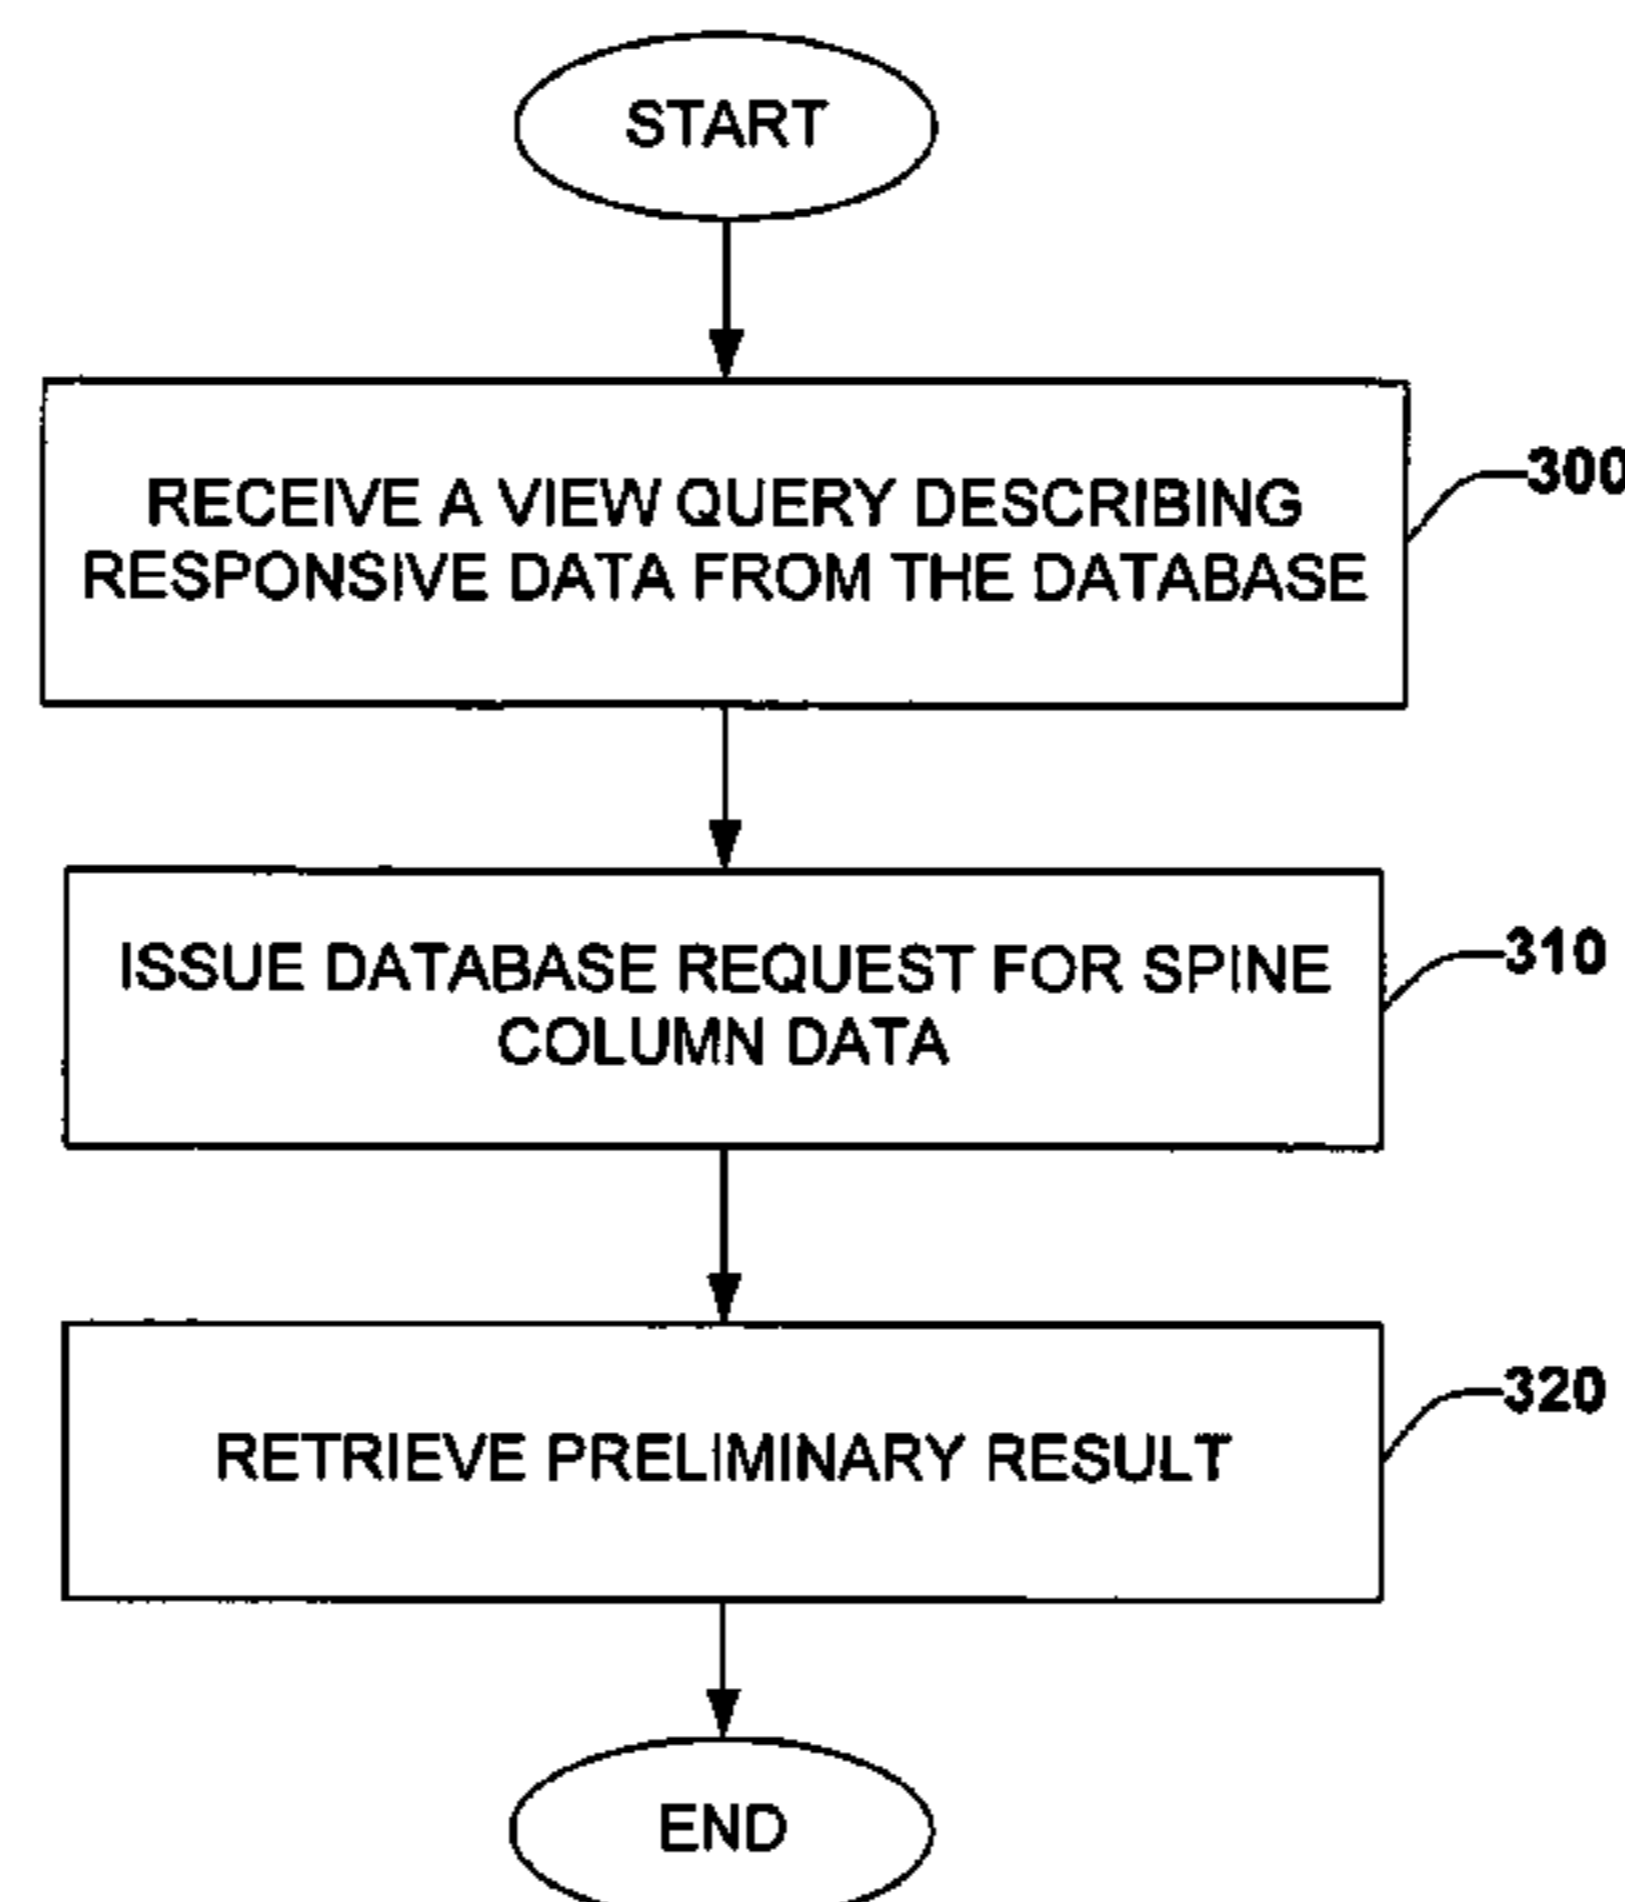 START
RECEIVE A VIEW QUERY DESCRIBING
RESPONSIVE DATA FROM THE DATABASE
300
ISSUE DATABASE REQUEST FOR SPINE
COLUMN DATA
310
RETRIEVE PRELIMINARY RESULT
320
END